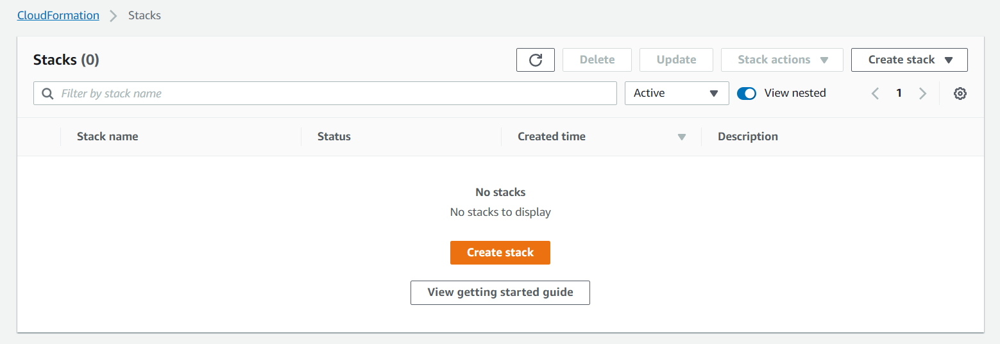 CloudFormation > Stacks
Stacks (0) Delete Update Stack actions Create stack
Filter by stack name Active View nested 1
Stack name Status Created time Description
No stacks
No stacks to display
Create stack
View getting started guide